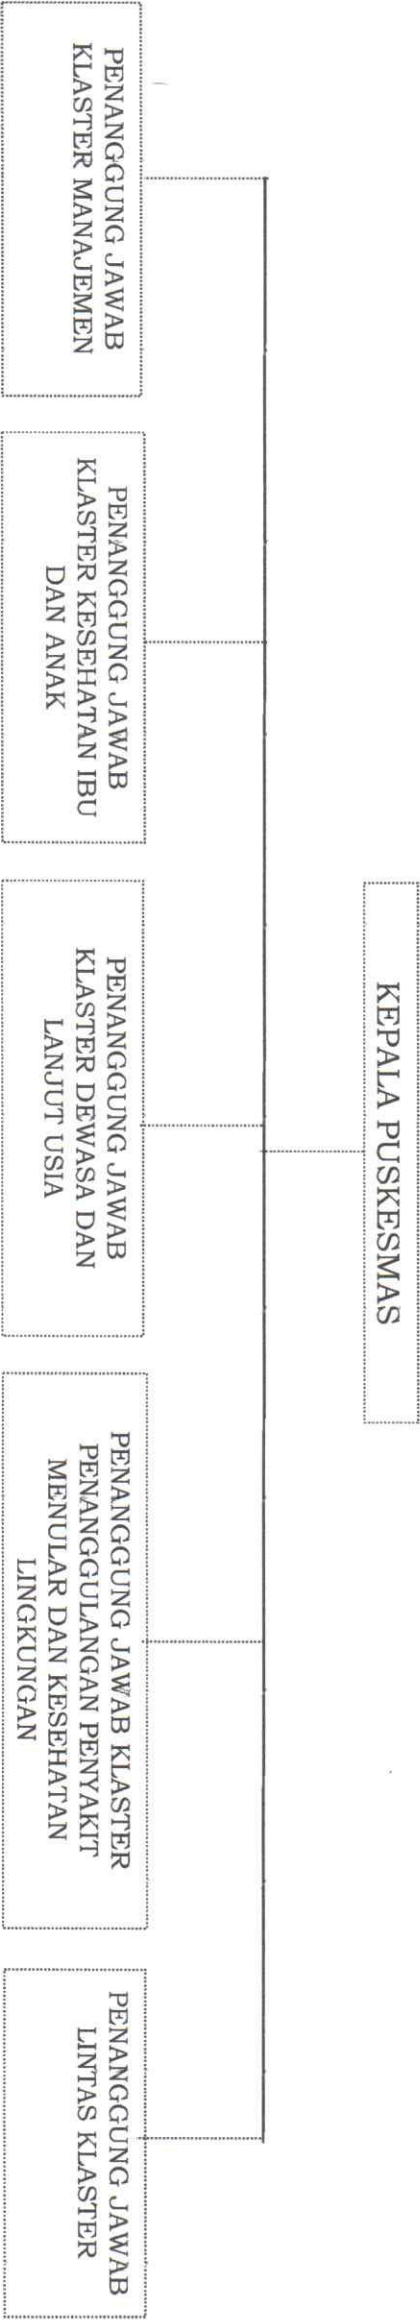 KEPALA PUSKESMAS
PENANGGUNG JAWAB
KLASTER MANAJEMEN
PENANGGUNG JAWAB
KLASTER KESEHATAN IBU
DAN ANAK
PENANGGUNG JAWAB
KLASTER DEWASA DAN
LANJUT USIA
PENANGGUNG JAWAB KLASTER
PENANGGULANGAN PENYAKIT
MENULAR DAN KESEHATAN
LINGKUNGAN
PENANGGUNG JAWAB
LINTAS KLASTER